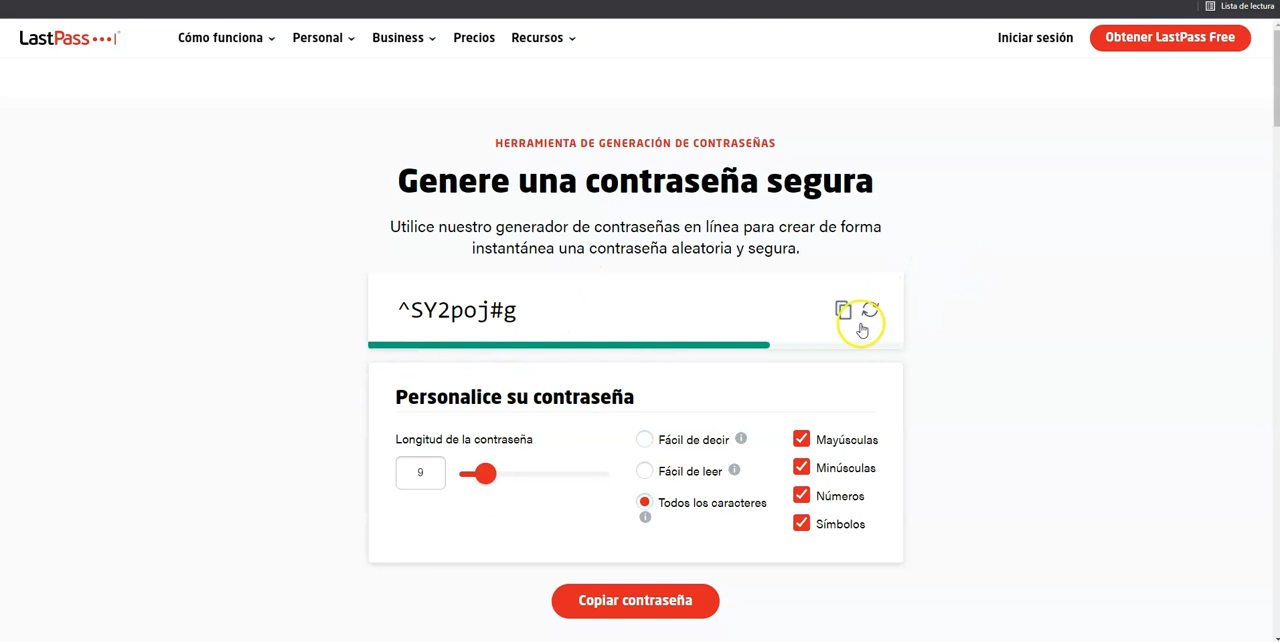 Lista de lectura
LastPass
Cómo funciona Personal Business Precios Recursos Iniciar sesión Obtener LastPass Free
HERRAMIENTA DE GENERACIÓN DE CONTRASEÑAS
Genere una contraseña segura
Utilice nuestro generador de contraseñas en línea para crear de forma
instantánea una contraseña aleatoria y segura.
^SY2poj#g
Personalice su contraseña
Longitud de la contraseña
9
Fácil de decir
Fácil de leer
Todos los caracteres
Mayúsculas
Minúsculas
Números
Símbolos
Copiar contraseña